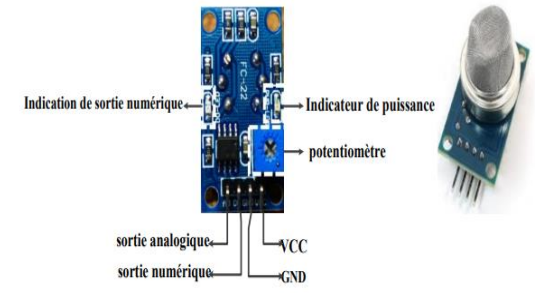 FC-22
Indication de sortie numérique
Indicateur de puissance
potentiomètre
sortie analogique
VCC
sortie numérique
GND